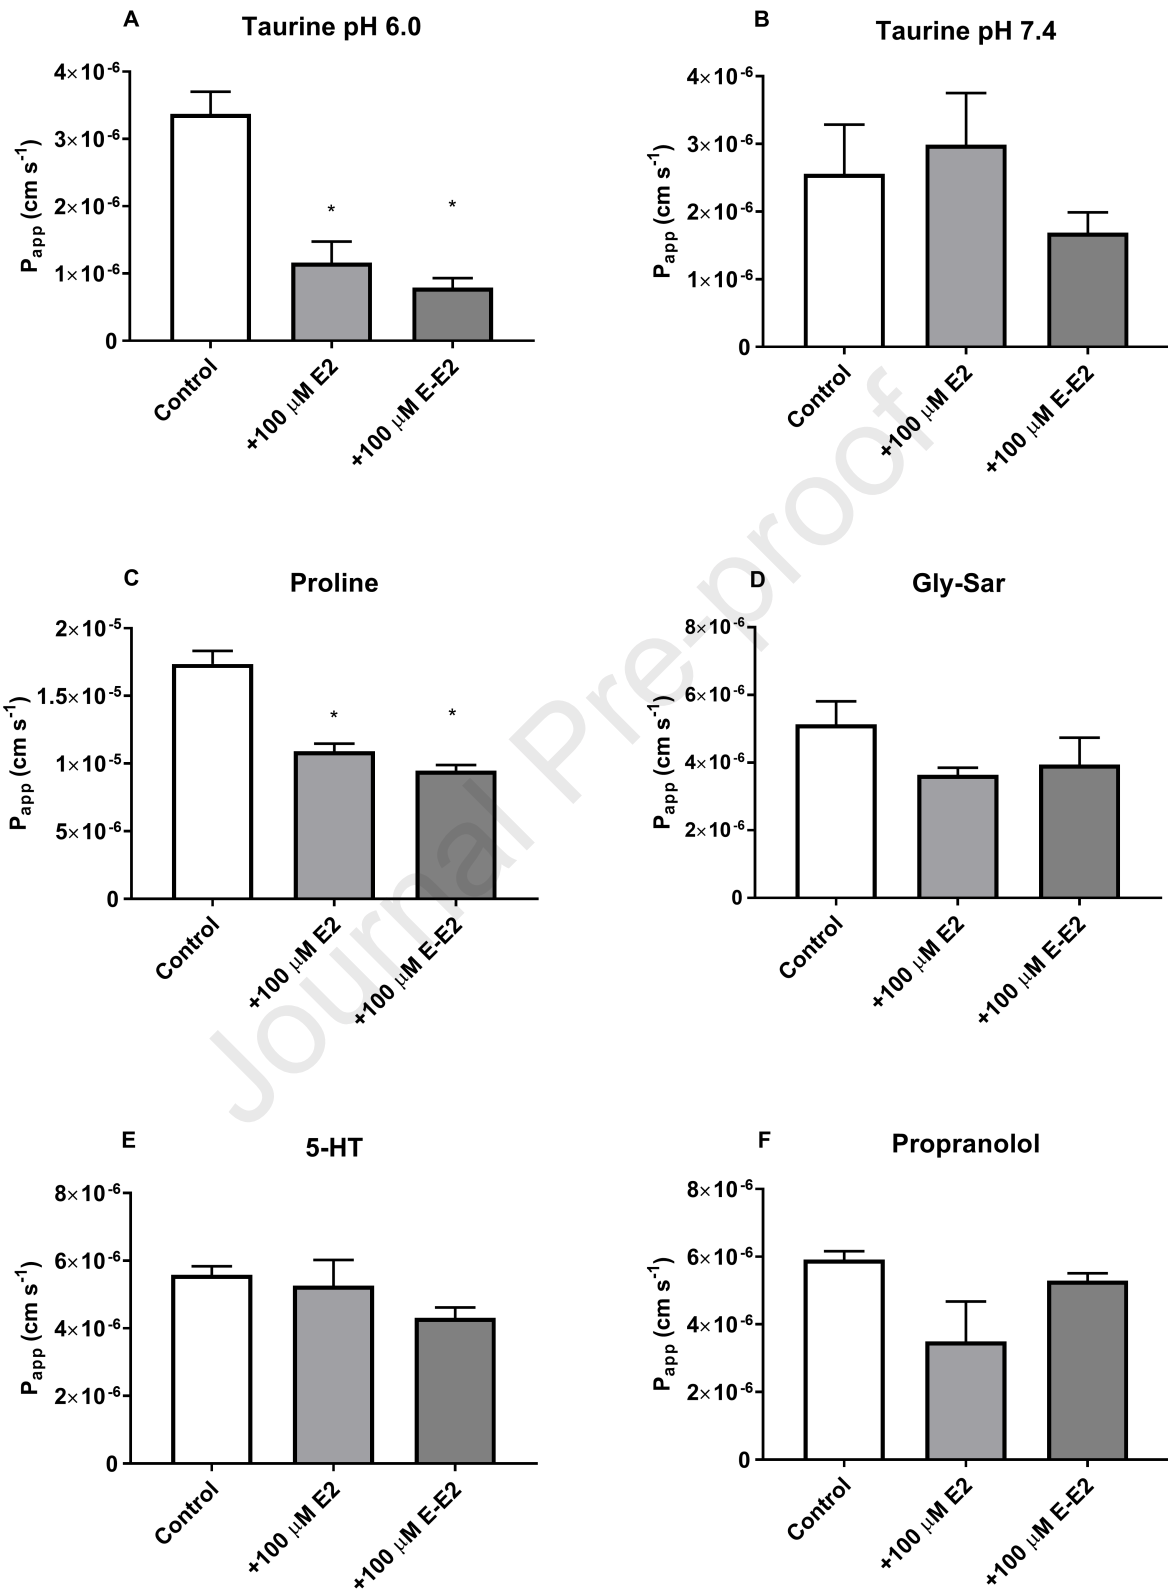 A
Taurine pH 6.0
4×10⁻⁶
3×10⁻⁶
2×10⁻⁶
1×10⁻⁶
0
Papp (cm s⁻¹)
*
*
Control
+100 µM E2
+100 µM E-E2
B
Taurine pH 7.4
4×10⁻⁶
3×10⁻⁶
2×10⁻⁶
1×10⁻⁶
0
Papp (cm s⁻¹)
Control
+100 µM E2
+100 µM E-E2
C
Proline
2×10⁻⁵
1.5×10⁻⁵
1×10⁻⁵
5×10⁻⁶
0
Papp (cm s⁻¹)
*
*
Control
+100 µM E2
+100 µM E-E2
D
Gly-Sar
8×10⁻⁶
6×10⁻⁶
4×10⁻⁶
2×10⁻⁶
0
Papp (cm s⁻¹)
Control
+100 µM E2
+100 µM E-E2
E
5-HT
8×10⁻⁶
6×10⁻⁶
4×10⁻⁶
2×10⁻⁶
0
Papp (cm s⁻¹)
Control
+100 µM E2
+100 µM E-E2
F
Propranolol
8×10⁻⁶
6×10⁻⁶
4×10⁻⁶
2×10⁻⁶
0
Papp (cm s⁻¹)
Control
+100 µM E2
+100 µM E-E2
Journal Pre-proof